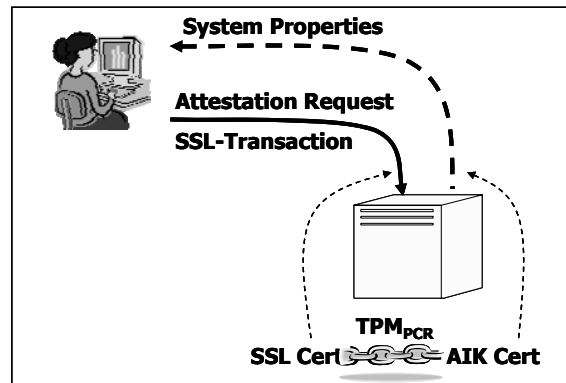 System Properties
Attestation Request
SSL-Transaction
TPMPCR
SSL Cert AIK Cert